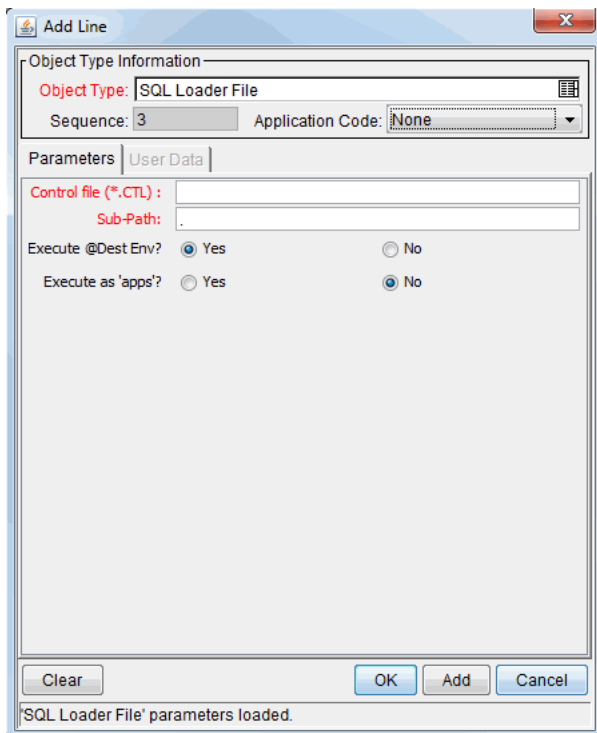 Add Line
Object Type Information
Object Type: SQL Loader File
Sequence: 3 Application Code: None
Parameters User Data
Control file (*.CTL) :
Sub-Path: .
Execute @Dest Env? Yes No
Execute as 'apps'? Yes No
Clear OK Add Cancel
'SQL Loader File' parameters loaded.